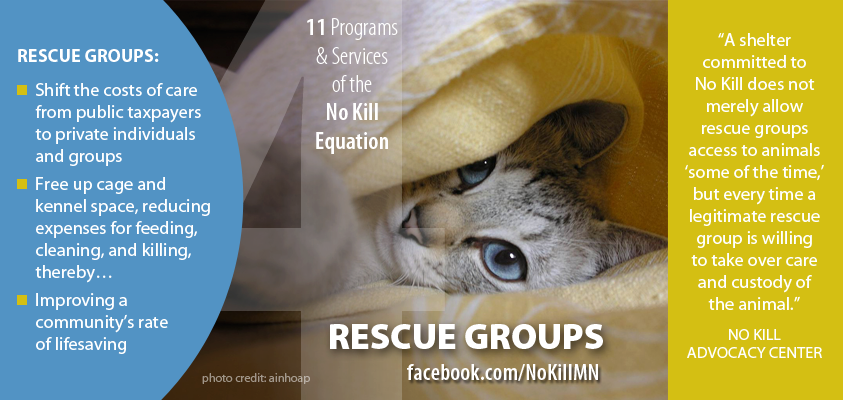 RESCUE GROUPS:
Shift the costs of care
from public taxpayers
to private individuals
and groups
Free up cage and
kennel space, reducing
expenses for feeding,
cleaning, and killing,
thereby…
Improving a
community’s rate
of lifesaving
4
11 Programs
& Services
of the
No Kill
Equation
RESCUE GROUPS
facebook.com/NoKillMN
photo credit: ainhoap
“A shelter
committed to
No Kill does not
merely allow
rescue groups
access to animals
‘some of the time,’
but every time a
legitimate rescue
group is willing
to take over care
and custody of
the animal.”
NO KILL
ADVOCACY CENTER